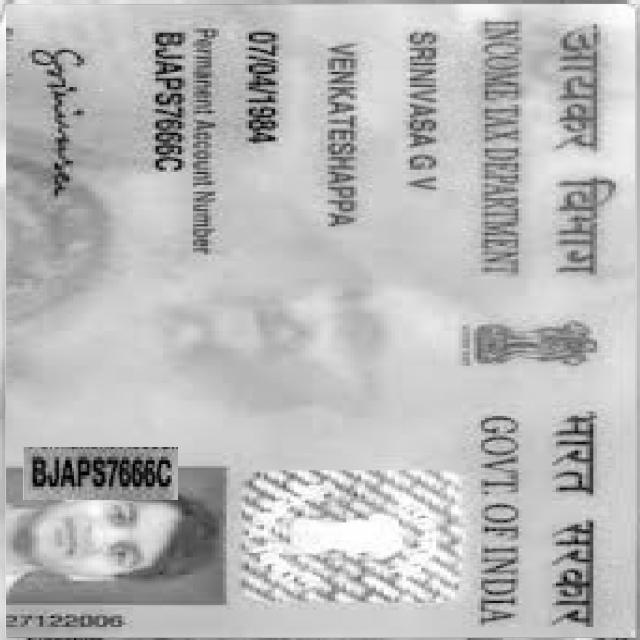 आयकर विभाग भारत सरकार
INCOME TAX DEPARTMENT GOVT. OF INDIA
SRINIVASA G V
VENKATESHAPPA
07/04/1984
Permanent Account Number
BJAPS7666C
Srinivasa
BJAPS7666C
27122006